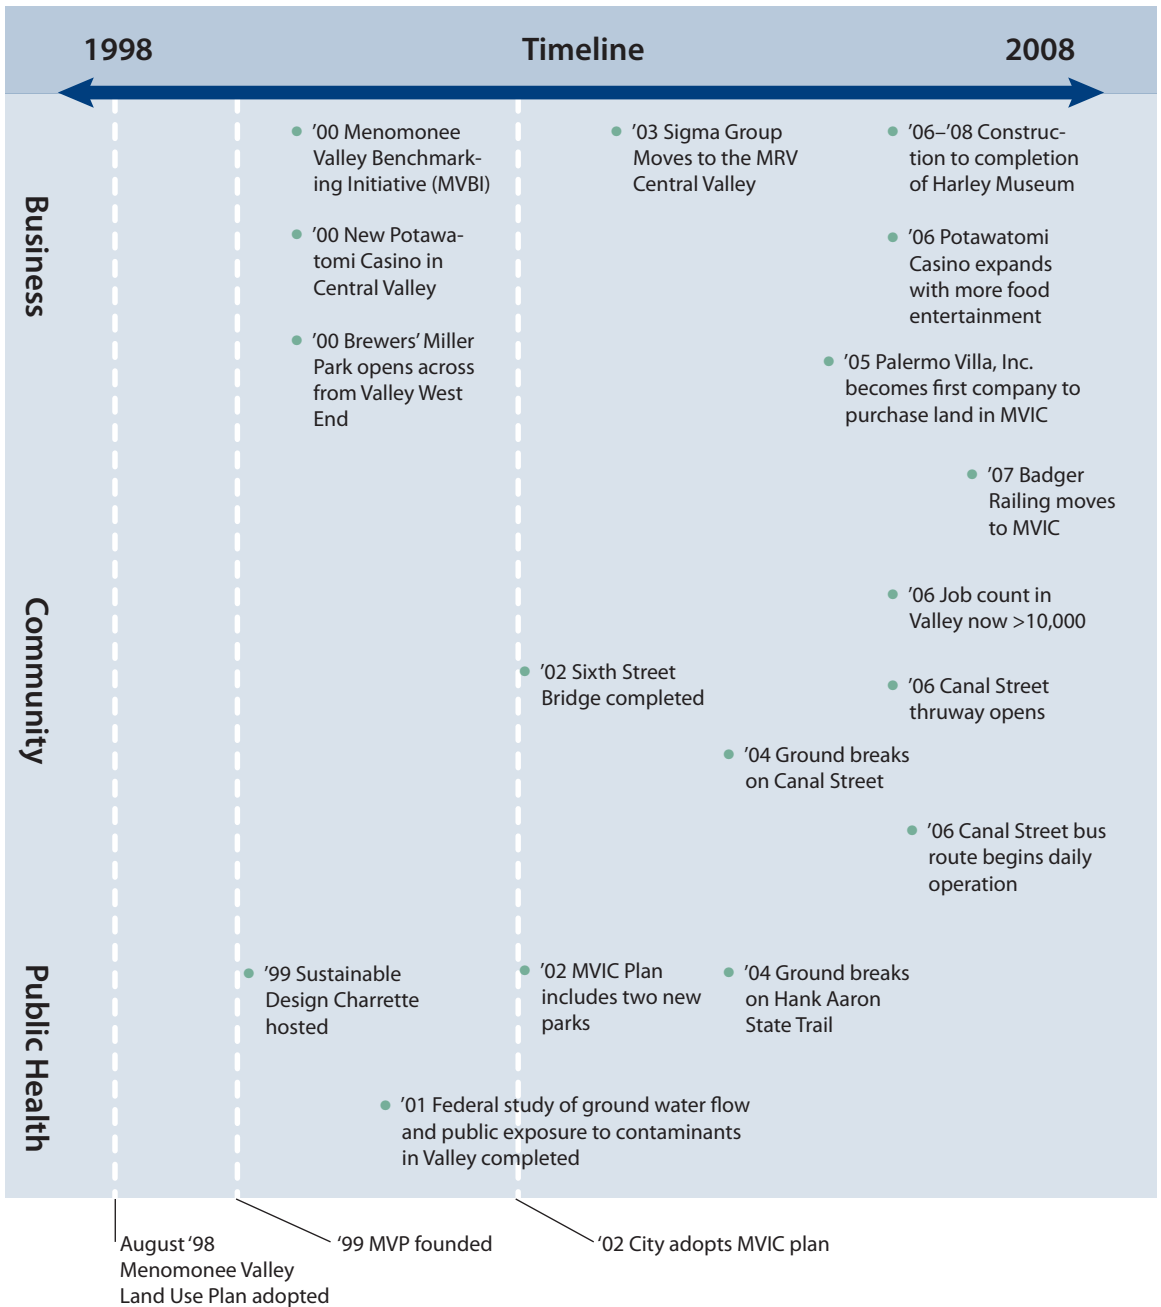 1998
Timeline
2008
Business
’00 Menomonee
Valley Benchmark-
ing Initiative (MVBI)
’00 New Potawa-
tomi Casino in
Central Valley
’00 Brewers’ Miller
Park opens across
from Valley West
End
’03 Sigma Group
Moves to the MRV
Central Valley
’06–’08 Construc-
tion to completion
of Harley Museum
’06 Potawatomi
Casino expands
with more food
entertainment
’05 Palermo Villa, Inc.
becomes first company to
purchase land in MVIC
’07 Badger
Railing moves
to MVIC
Community
’06 Job count in
Valley now >10,000
’02 Sixth Street
Bridge completed
’06 Canal Street
thruway opens
’04 Ground breaks
on Canal Street
’06 Canal Street bus
route begins daily
operation
Public Health
’99 Sustainable
Design Charrette
hosted
’02 MVIC Plan
includes two new
parks
’04 Ground breaks
on Hank Aaron
State Trail
’01 Federal study of ground water flow
and public exposure to contaminants
in Valley completed
August ‘98
Menomonee Valley
Land Use Plan adopted
‘99 MVP founded
‘02 City adopts MVIC plan